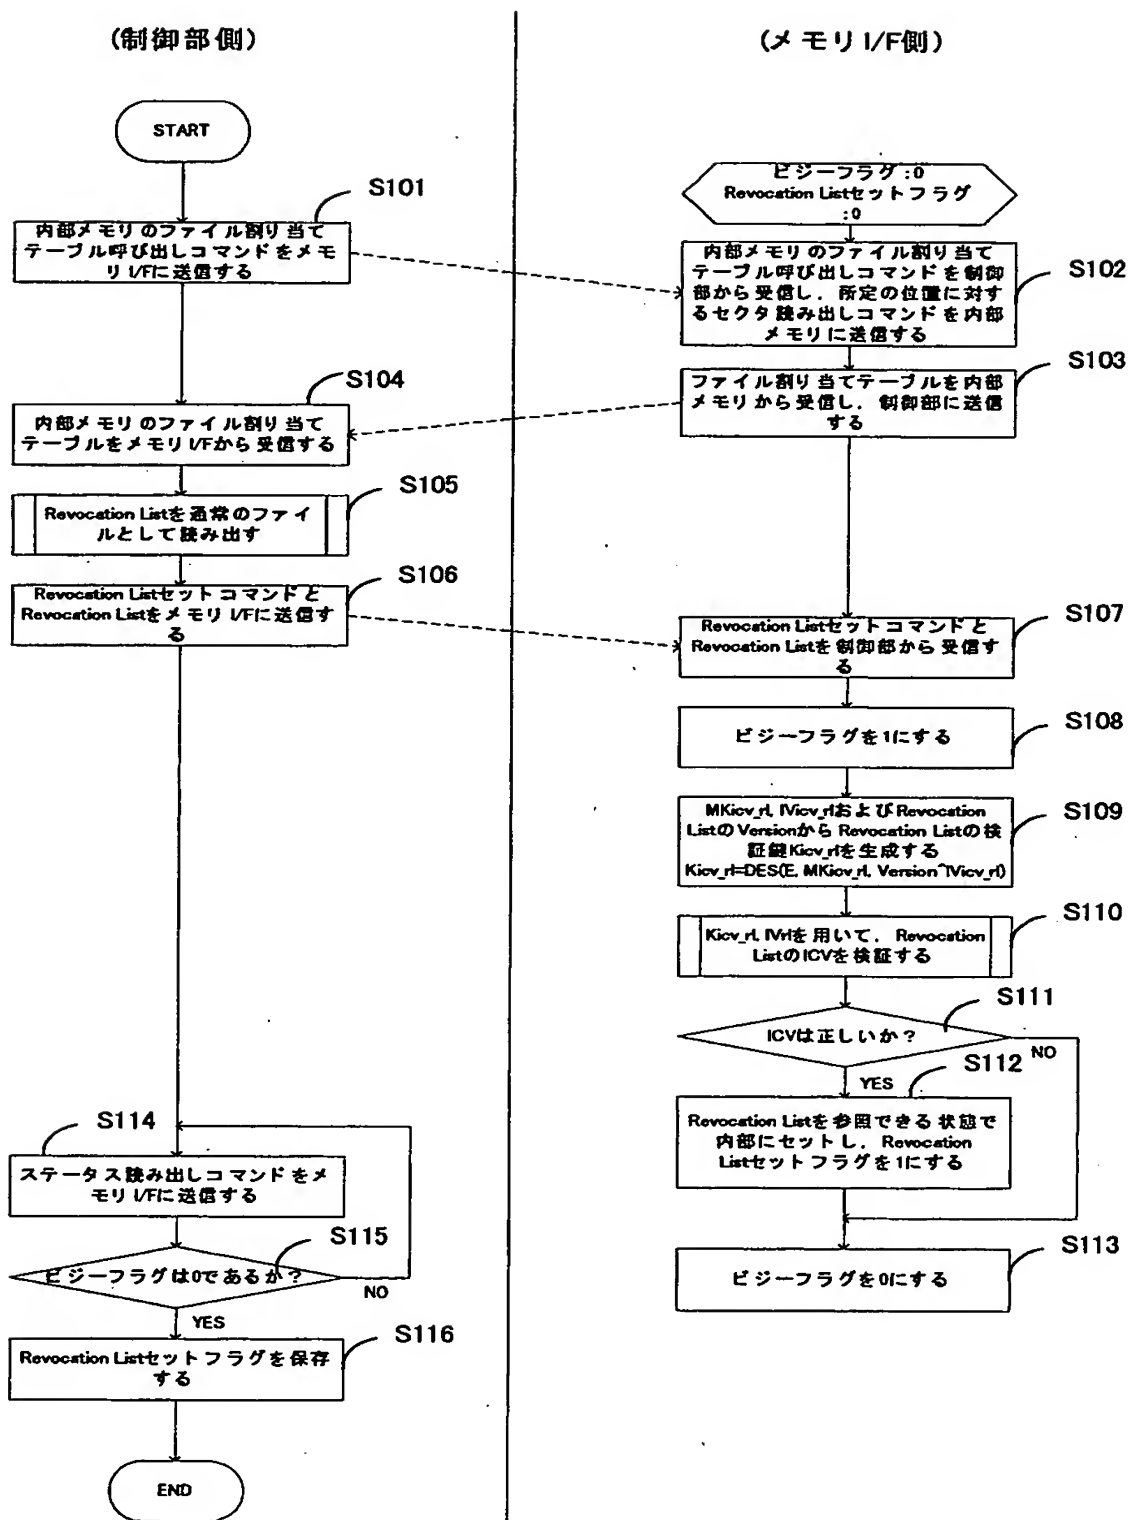 (制御部側)
START
S101
内部メモリのファイル割り当て
テーブル呼び出しコマンドをメモ
リI/Fに送信する
S104
内部メモリのファイル割り当て
テーブルをメモリI/Fから受信する
S105
Revocation Listを通常のファイ
ルとして読み出す
S106
Revocation Listセットコマンドと
Revocation ListをメモリI/Fに送信す
る
S114
ステータス読み出しコマンドをメ
モリI/Fに送信する
S115
ビジーフラグは0であるか?
NO
YES
S116
Revocation Listセットフラグを保存
する
END
(メモリI/F側)
ビジーフラグ:0
Revocation Listセットフラグ
:0
S102
内部メモリのファイル割り当て
テーブル呼び出しコマンドを制御
部から受信し、所定の位置に対す
るセクタ読み出しコマンドを内部
メモリに送信する
S103
ファイル割り当てテーブルを内部
メモリから受信し、制御部に送信
する
S107
Revocation Listセットコマンドと
Revocation Listを制御部から受信す
る
S108
ビジーフラグを1にする
S109
MKicv_rl, IVicv_rlおよびRevocation
ListのVersionからRevocation Listの検
証鍵Kicv_rlを生成する
Kicv_rl=DES(E, MKicv_rl, Version^IVicv_rl)
S110
Kicv_rl, IVrlを用いて、Revocation
ListのICVを検証する
S111
ICVは正しいか?
NO
YES
S112
Revocation Listを参照できる状態で
内部にセットし、Revocation
Listセットフラグを1にする
S113
ビジーフラグを0にする